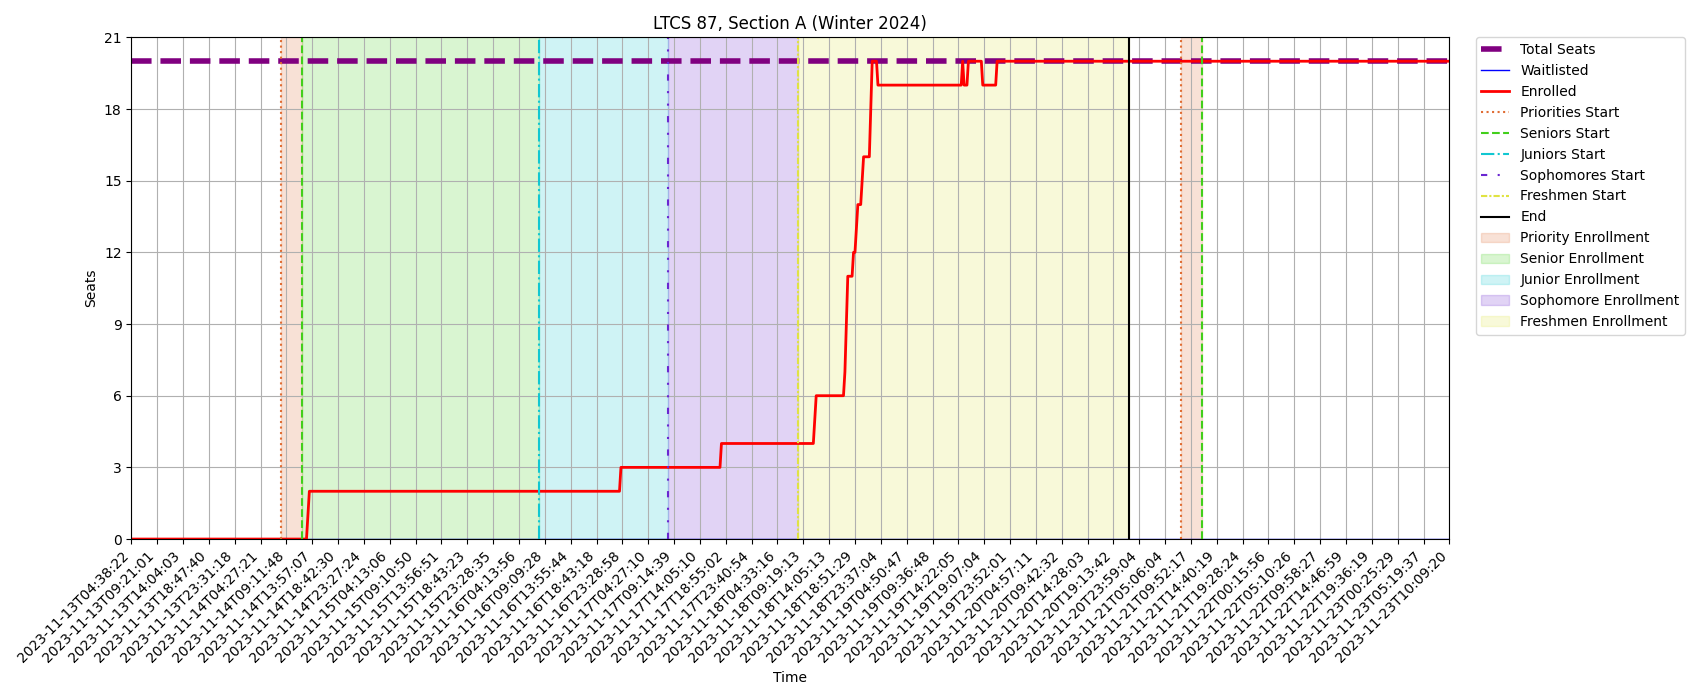 LTCS 87, Section A (Winter 2024)
21
18
15
12
9
6
3
0
Seats
2023-11-13T04:38:22
2023-11-13T09:21:01
2023-11-13T14:04:03
2023-11-13T18:47:40
2023-11-13T23:31:18
2023-11-14T04:27:21
2023-11-14T09:11:48
2023-11-14T13:57:07
2023-11-14T18:42:30
2023-11-14T23:27:24
2023-11-15T04:13:06
2023-11-15T09:10:50
2023-11-15T13:56:51
2023-11-15T18:43:23
2023-11-15T23:28:35
2023-11-16T04:13:56
2023-11-16T09:09:28
2023-11-16T13:55:44
2023-11-16T18:43:18
2023-11-16T23:28:58
2023-11-17T04:27:10
2023-11-17T09:14:39
2023-11-17T14:05:10
2023-11-17T18:55:02
2023-11-17T23:40:54
2023-11-18T04:33:16
2023-11-18T09:19:13
2023-11-18T14:05:13
2023-11-18T18:51:29
2023-11-18T23:37:04
2023-11-19T04:50:47
2023-11-19T09:36:48
2023-11-19T14:22:05
2023-11-19T19:07:04
2023-11-19T23:52:01
2023-11-20T04:57:11
2023-11-20T09:42:32
2023-11-20T14:28:03
2023-11-20T19:13:42
2023-11-20T23:59:04
2023-11-21T05:06:04
2023-11-21T09:52:17
2023-11-21T14:40:19
2023-11-21T19:28:24
2023-11-22T00:15:56
2023-11-22T05:10:26
2023-11-22T09:58:27
2023-11-22T14:46:59
2023-11-22T19:36:19
2023-11-23T00:25:29
2023-11-23T05:19:37
2023-11-23T10:09:20
Time
Total Seats
Waitlisted
Enrolled
Priorities Start
Seniors Start
Juniors Start
Sophomores Start
Freshmen Start
End
Priority Enrollment
Senior Enrollment
Junior Enrollment
Sophomore Enrollment
Freshmen Enrollment